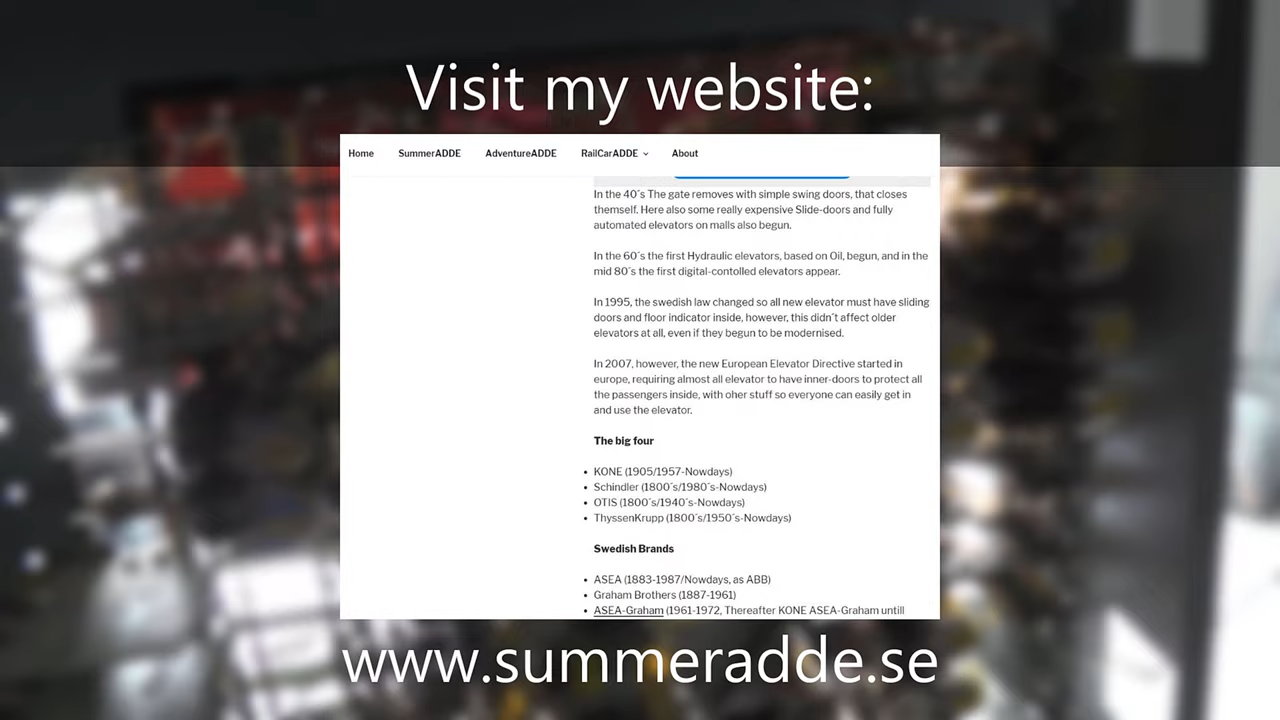 Visit my website:
Home SummerADDE AdventureADDE RailCarADDE About
In the 40´s The gate removes with simple swing doors, that closes
themself. Here also some really expensive Slide-doors and fully
automated elevators on malls also begun.
In the 60´s the first Hydraulic elevators, based on Oil, begun, and in the
mid 80´s the first digital-contolled elevators appear.
In 1995, the swedish law changed so all new elevator must have sliding
doors and floor indicator inside, however, this didn´t affect older
elevators at all, even if they begun to be modernised.
In 2007, however, the new European Elevator Directive started in
europe, requiring almost all elevator to have inner-doors to protect all
the passengers inside, with oher stuff so everyone can easily get in
and use the elevator.
The big four
• KONE (1905/1957-Nowdays)
• Schindler (1800´s/1980´s-Nowdays)
• OTIS (1800´s/1940´s-Nowdays)
• ThyssenKrupp (1800´s/1950´s-Nowdays)
Swedish Brands
• ASEA (1883-1987/Nowdays, as ABB)
• Graham Brothers (1887-1961)
• ASEA-Graham (1961-1972, Thereafter KONE ASEA-Graham untill
www.summeradde.se